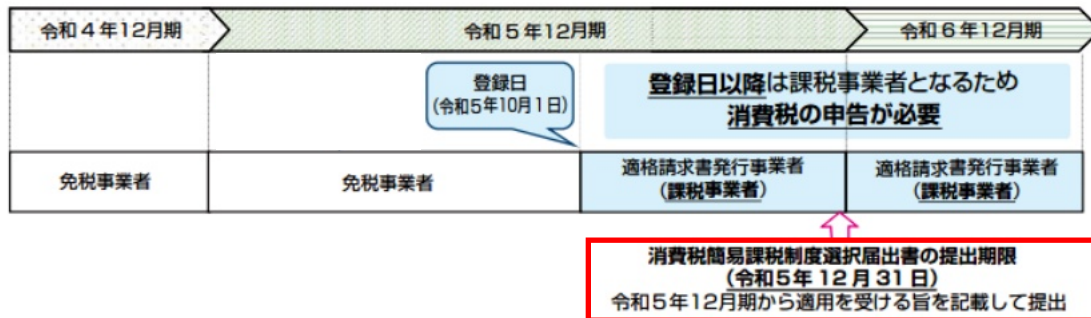 令和4年12月期
令和5年12月期
令和6年12月期
登録日
(令和5年10月1日)
登録日以降は課税事業者となるため
消費税の申告が必要
免税事業者
免税事業者
適格請求書発行事業者
(課税事業者)
適格請求書発行事業者
(課税事業者)
消費税簡易課税制度選択届出書の提出期限
(令和5年12月31日)
令和5年12月期から適用を受ける旨を記載して提出